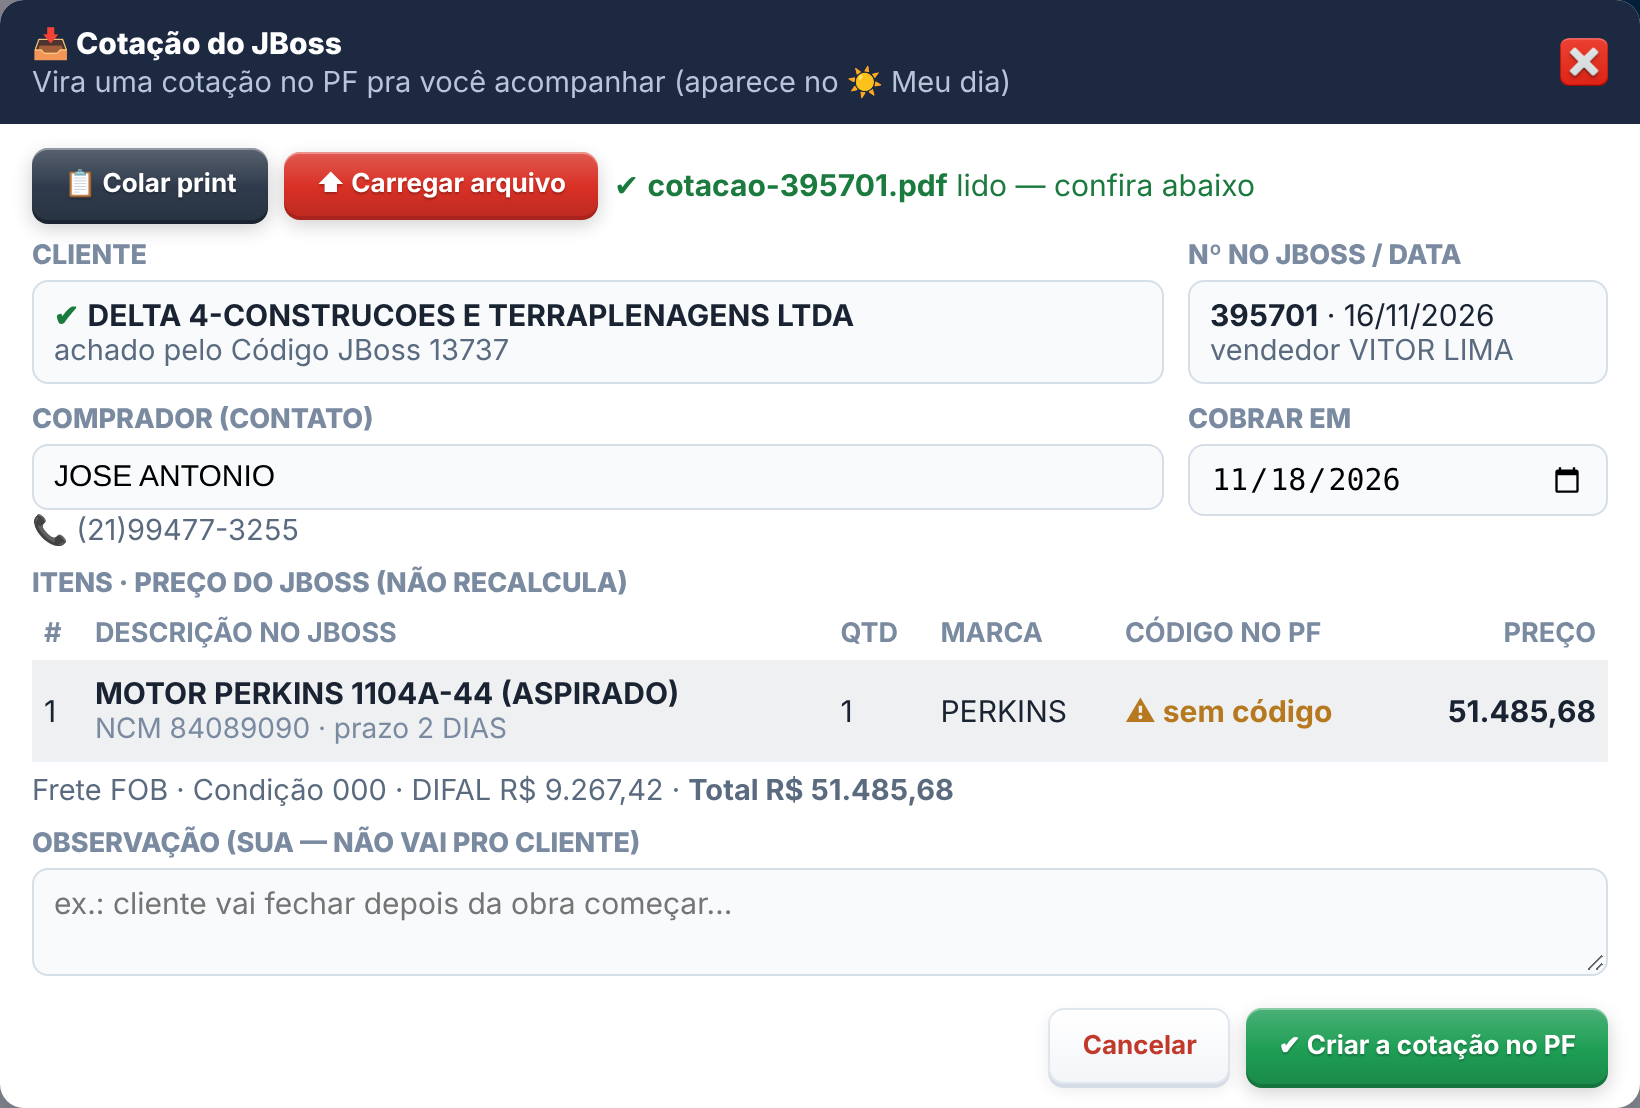 📥 Cotação do JBoss
Vira uma cotação no PF pra você acompanhar (aparece no ☀️ Meu dia)
📋 Colar print
⬆ Carregar arquivo
✔ cotacao-395701.pdf lido — confira abaixo
CLIENTE
Nº NO JBOSS / DATA
✔ DELTA 4-CONSTRUCOES E TERRAPLENAGENS LTDA
achado pelo Código JBoss 13737
395701 · 16/11/2026
vendedor VITOR LIMA
COMPRADOR (CONTATO)
COBRAR EM
JOSE ANTONIO
11/18/2026
📞 (21)99477-3255
ITENS · PREÇO DO JBOSS (NÃO RECALCULA)
# DESCRIÇÃO NO JBOSS QTD MARCA CÓDIGO NO PF PREÇO
1 MOTOR PERKINS 1104A-44 (ASPIRADO) 1 PERKINS ⚠ sem código 51.485,68
NCM 84089090 · prazo 2 DIAS
Frete FOB · Condição 000 · DIFAL R$ 9.267,42 · Total R$ 51.485,68
OBSERVAÇÃO (SUA — NÃO VAI PRO CLIENTE)
ex.: cliente vai fechar depois da obra começar...
Cancelar
✔ Criar a cotação no PF